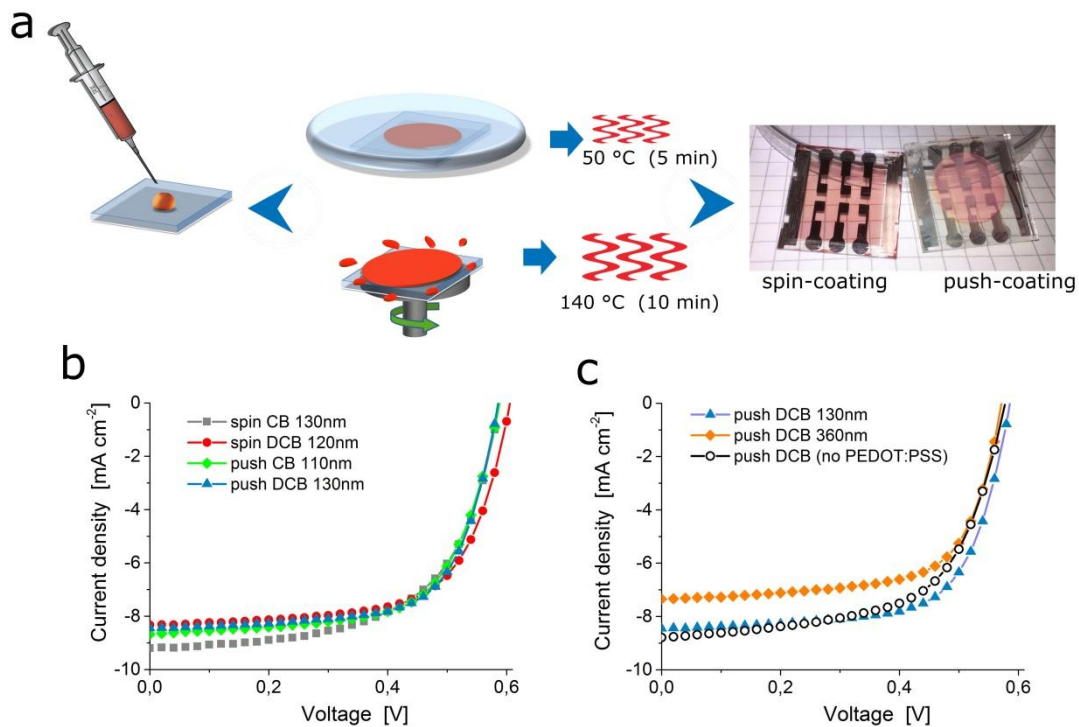 a
50 °C (5 min)
140 °C (10 min)
spin-coating
push-coating
b
0
-2
-4
-6
-8
-10
Current density [mA cm⁻²]
spin CB 130nm
spin DCB 120nm
push CB 110nm
push DCB 130nm
0,0
0,2
0,4
0,6
Voltage [V]
c
0
-2
-4
-6
-8
-10
Current density [mA cm⁻²]
push DCB 130nm
push DCB 360nm
push DCB (no PEDOT:PSS)
0,0
0,2
0,4
0,6
Voltage [V]